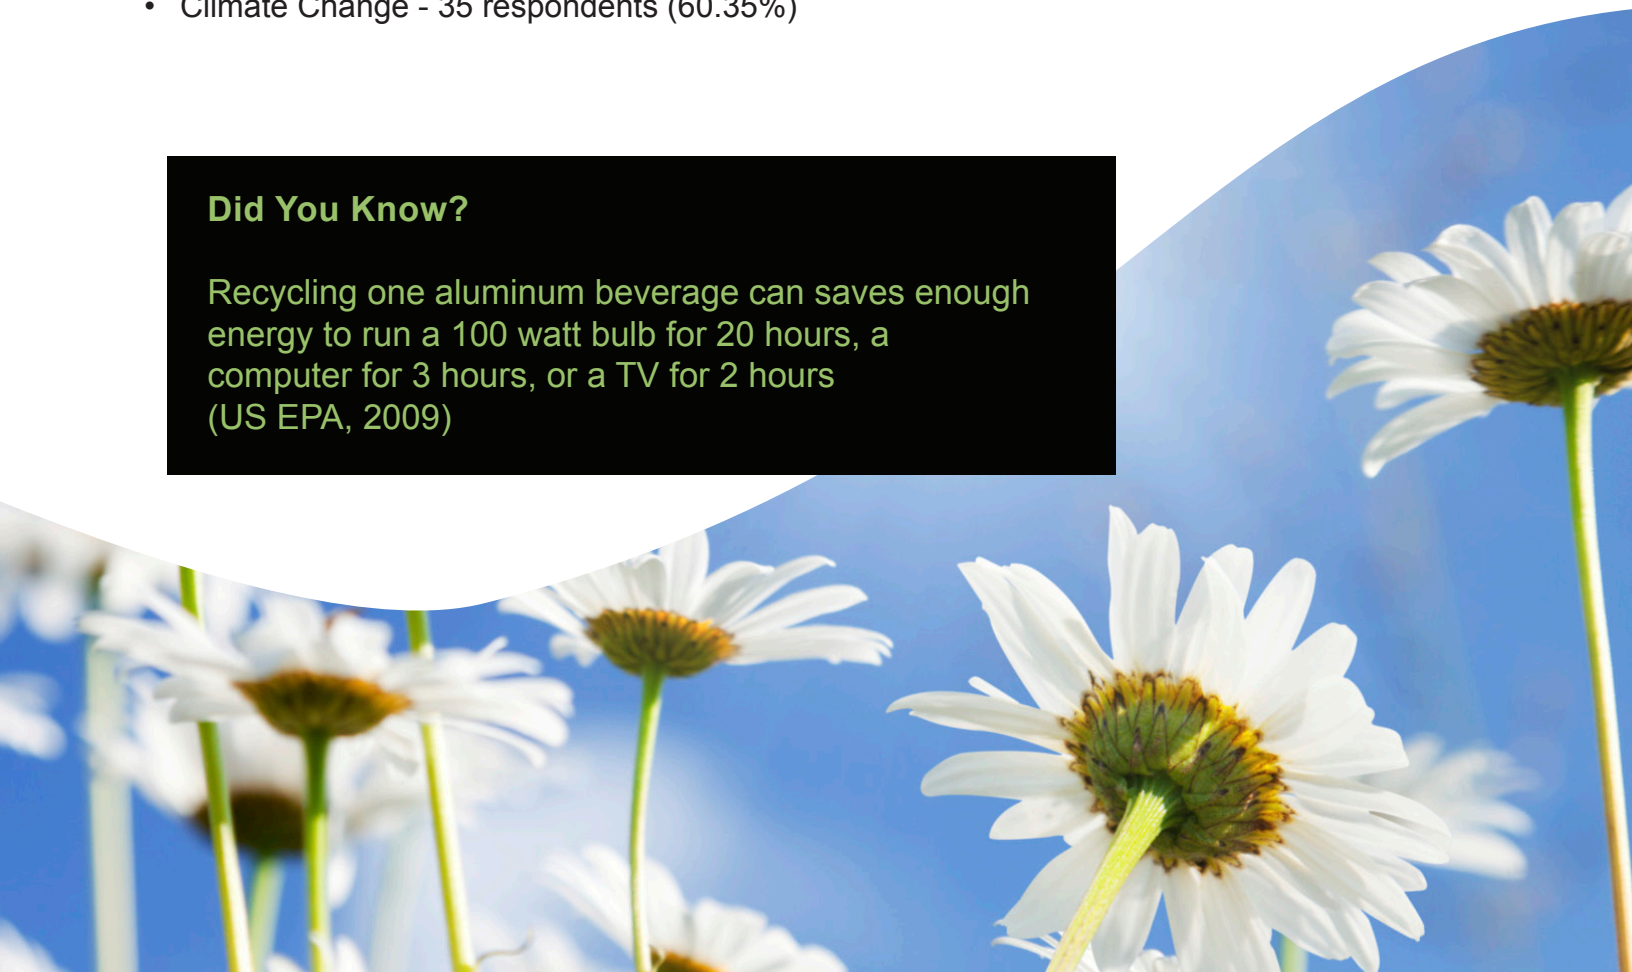 • Climate Change - 35 respondents (60.35%)
Did You Know?
Recycling one aluminum beverage can saves enough
energy to run a 100 watt bulb for 20 hours, a
computer for 3 hours, or a TV for 2 hours
(US EPA, 2009)